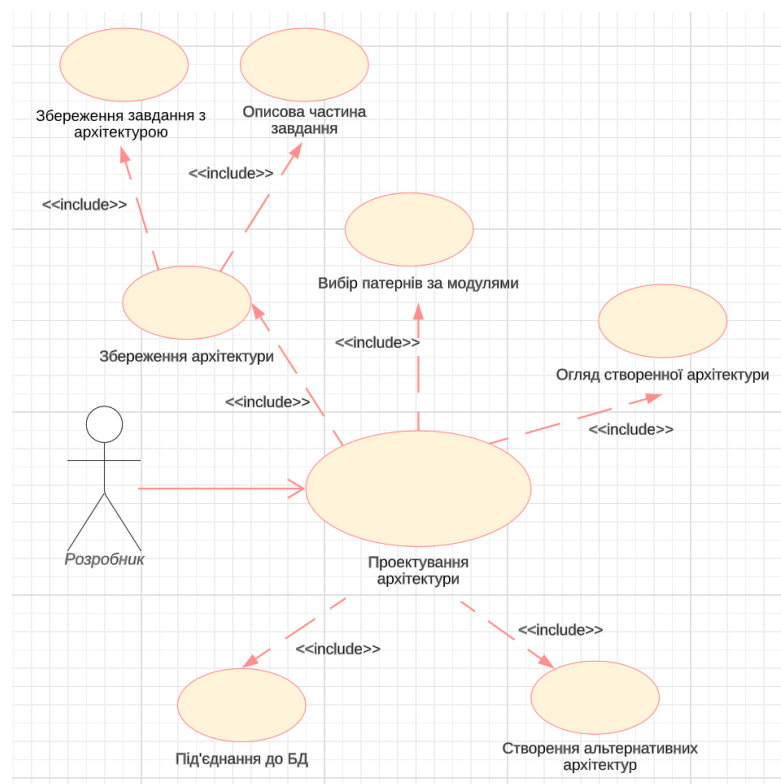 Збереження завдання з
архітектурою
Описова частина
завдання
<<include>>
<<include>>
Вибір патернів за модулями
<<include>>
Збереження архітектури
Огляд створенної архітектури
<<include>>
<<include>>
Розробник
Проектування
архітектури
<<include>>
<<include>>
Під'єднання до БД
Створення альтернативних
архітектур